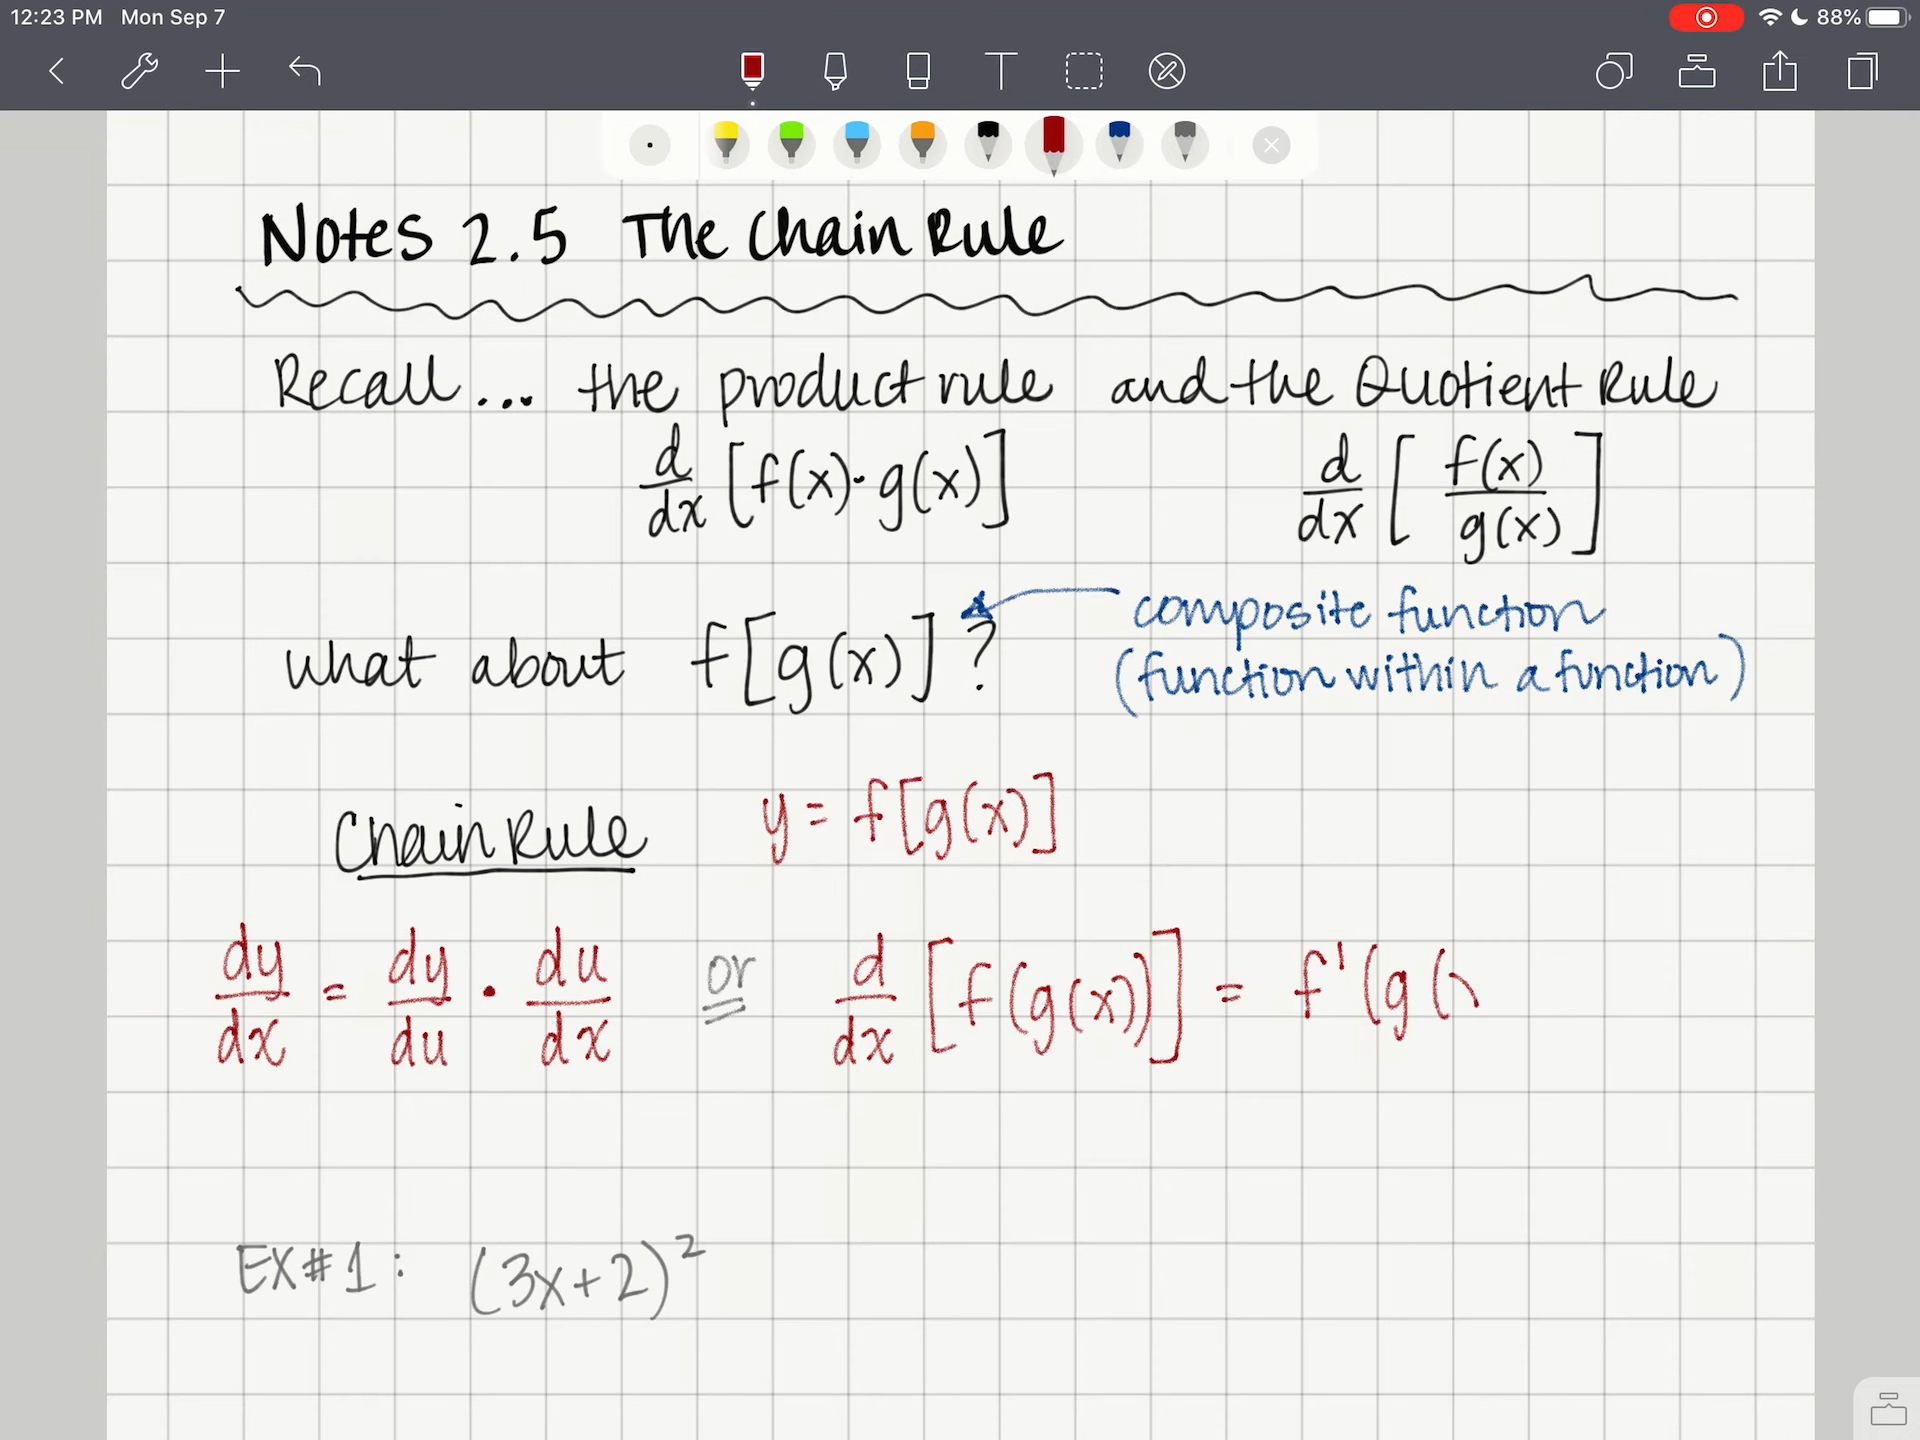 12:23 PM Mon Sep 7 88%
Notes 2.5 The Chain Rule
Recall... the product rule and the Quotient Rule
d/dx [f(x)·g(x)] d/dx [f(x)/g(x)]
what about f[g(x)]? composite function
(function within a function)
Chain Rule y = f[g(x)]
dy/dx = dy/du · du/dx or d/dx [f(g(x))] = f'(g(
EX#1: (3x+2)²